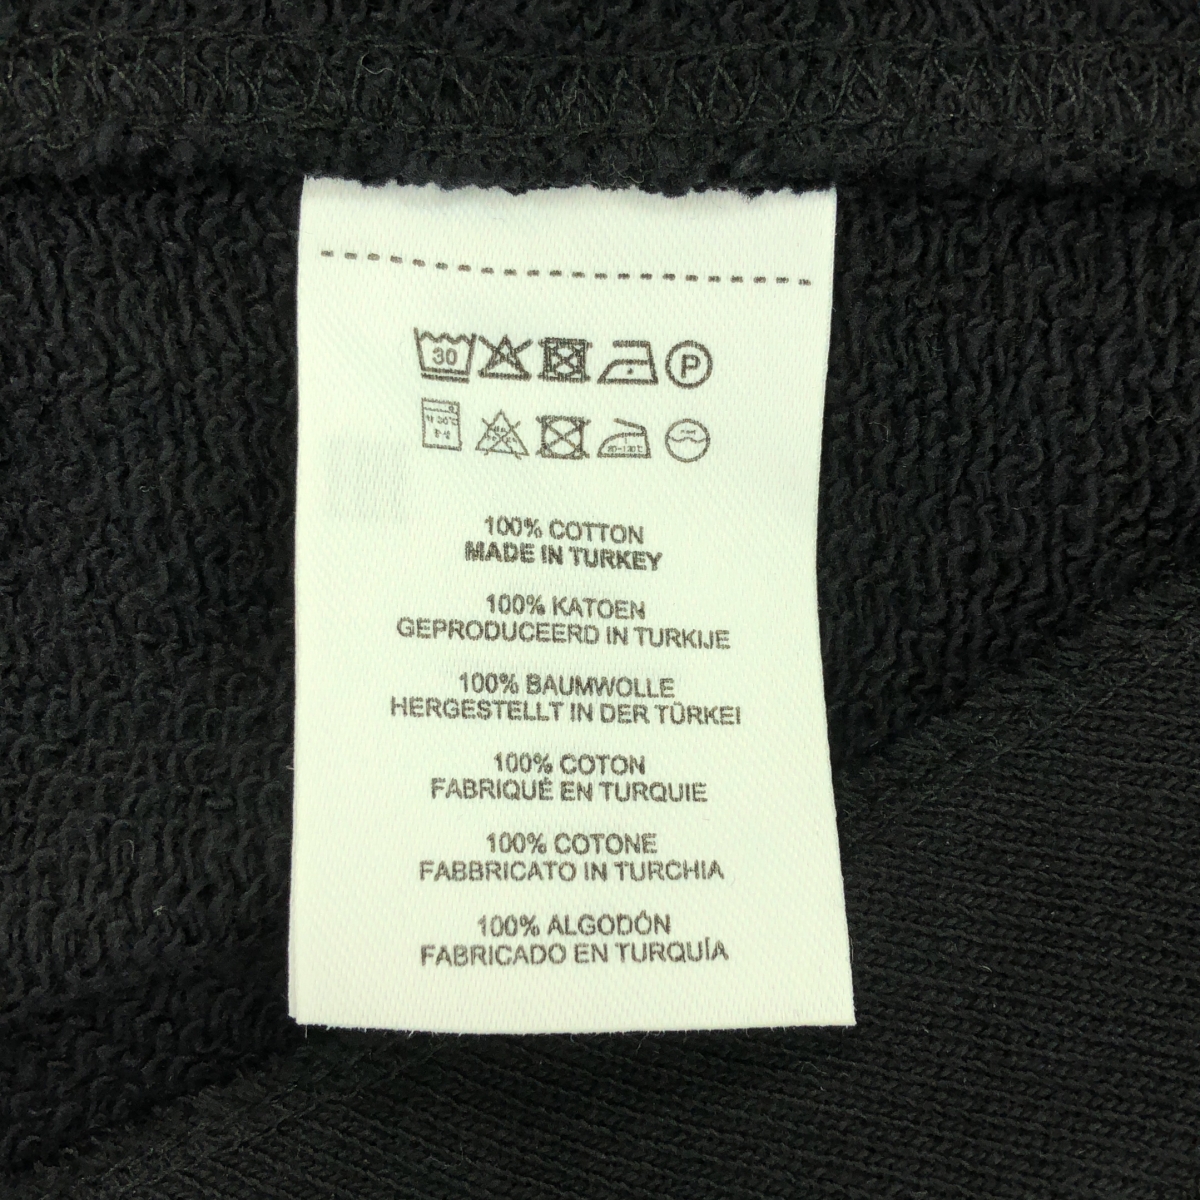 30
P
100% COTTON
MADE IN TURKEY
100% KATOEN
GEPRODUCEERD IN TURKIJE
100% BAUMWOLLE
HERGESTELLT IN DER TÜRKEI
100% COTON
FABRIQUÉ EN TURQUIE
100% COTONE
FABBRICATO IN TURCHIA
100% ALGODÓN
FABRICADO EN TURQUÍA